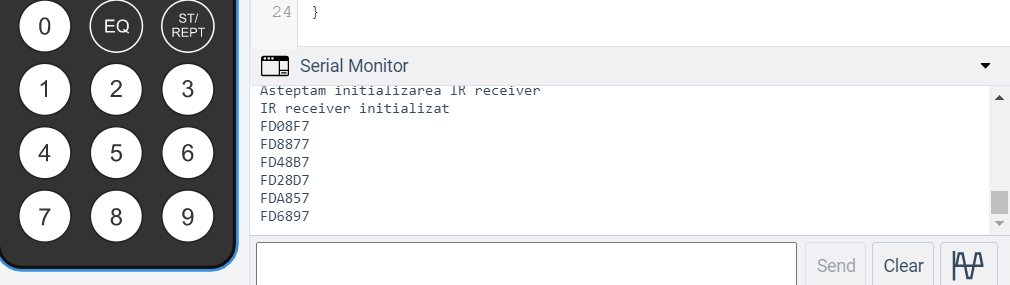 24 }
0 EQ ST/
REPT
1 2 3
4 5 6
7 8 9
Serial Monitor
Asteptam initializarea IR receiver
IR receiver initializat
FD08F7
FD8877
FD48B7
FD28D7
FDA857
FD6897
Send Clear